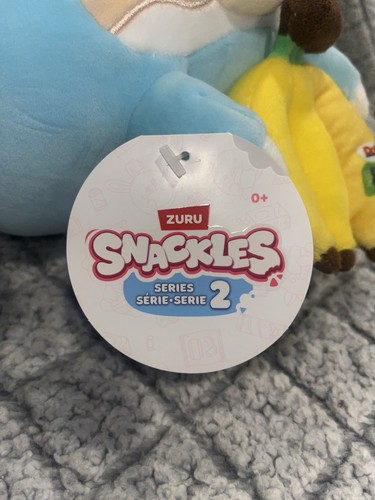 ZURU
0+
SNACKLES
SERIES
SÉRIE•SERIE 2